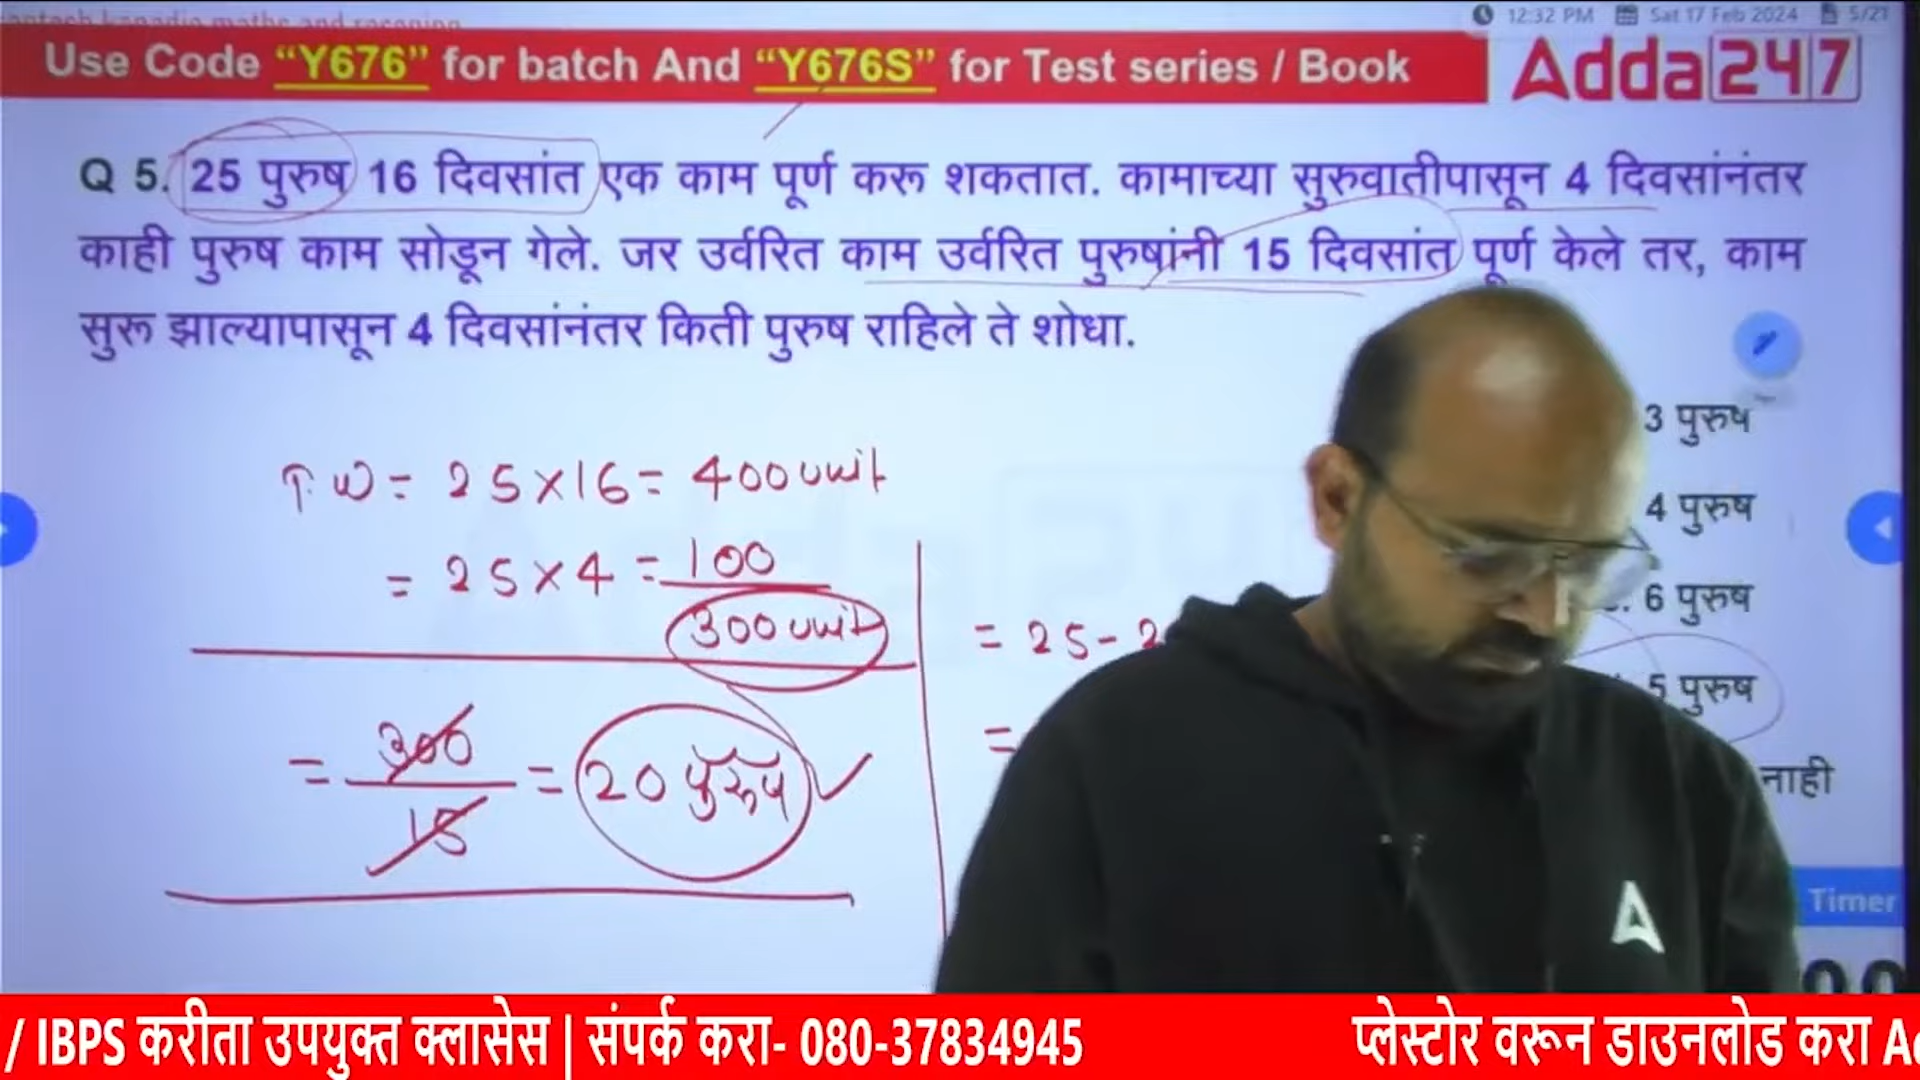 12:32 PM Sat 17 Feb 2024 5/21
Use Code “Y676” for batch And “Y676S” for Test series / Book
Adda247
Q 5. 25 पुरुष 16 दिवसांत एक काम पूर्ण करू शकतात. कामाच्या सुरुवातीपासून 4 दिवसांनंतर
काही पुरुष काम सोडून गेले. जर उर्वरित काम उर्वरित पुरुषांनी 15 दिवसांत पूर्ण केले तर, काम
सुरू झाल्यापासून 4 दिवसांनंतर किती पुरुष राहिले ते शोधा.
3 पुरुष
4 पुरुष
6 पुरुष
5 पुरुष
नाही
T.W = 25×16 = 400 unit
= 25×4 = 100
300 unit
= 300/15 = 20 पुरुष
= 25-2
=
Timer
/ IBPS करीता उपयुक्त क्लासेस | संपर्क करा- 080-37834945
प्लेस्टोर वरून डाउनलोड करा